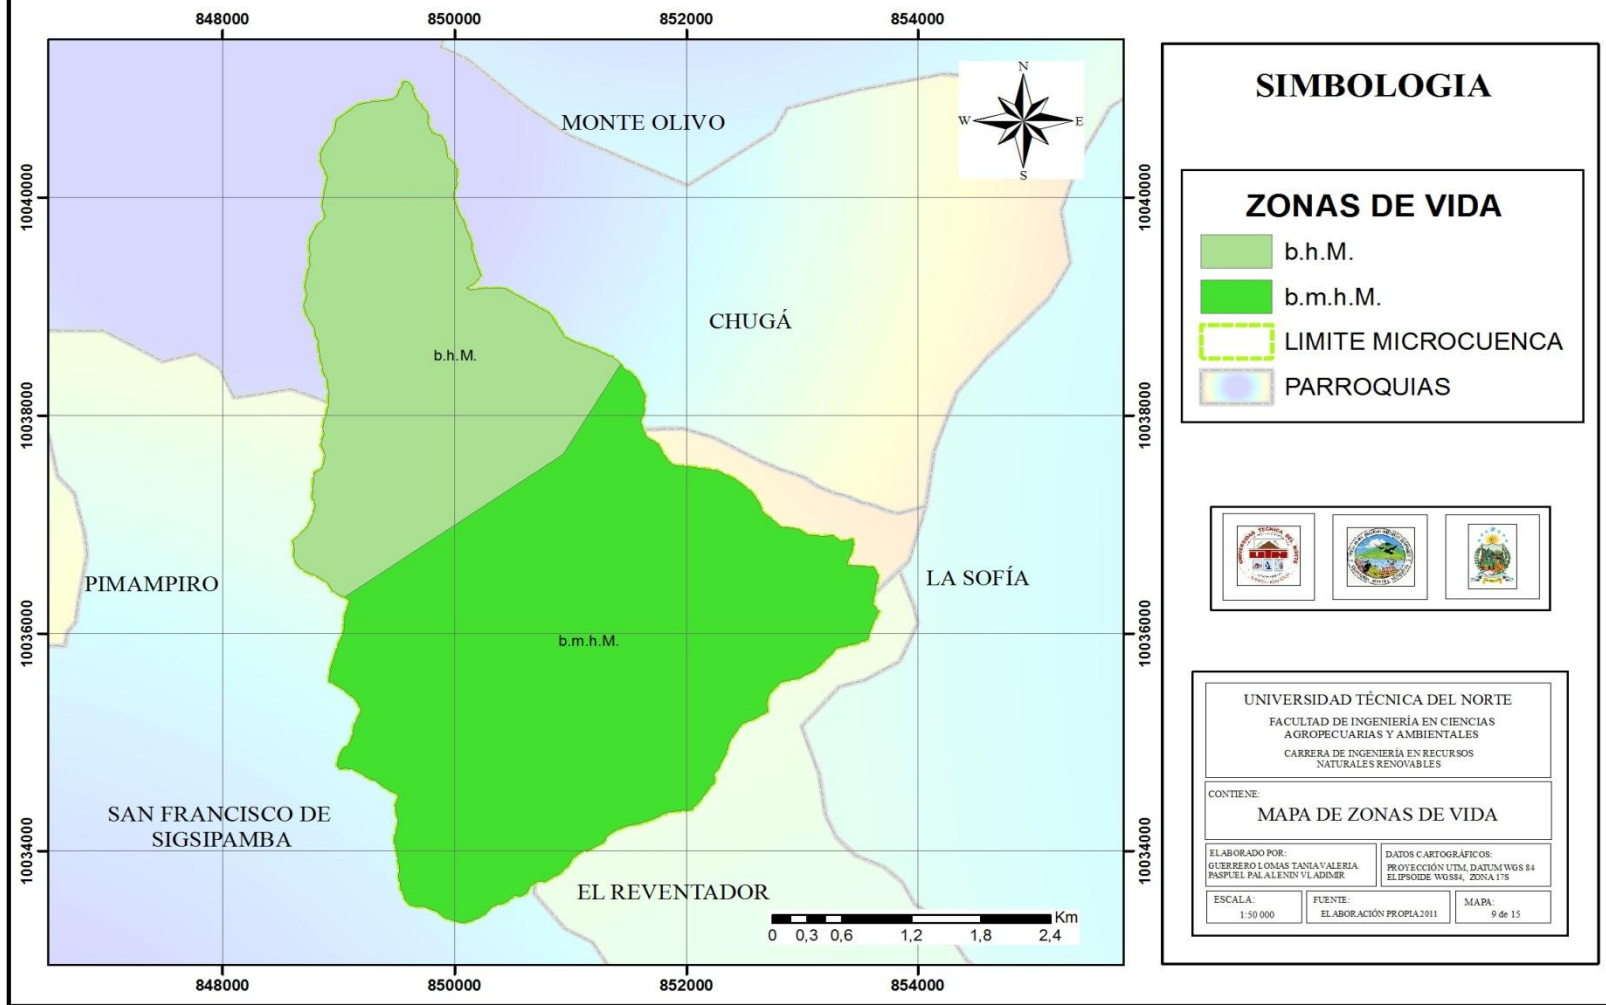 848000
850000
852000
854000
10040000
10038000
10036000
10034000
MONTE OLIVO
N
W
E
S
CHUGÁ
b.h.M.
PIMAMPIRO
LA SOFÍA
b.m.h.M.
SAN FRANCISCO DE
SIGSIPAMBA
EL REVENTADOR
Km
0 0,3 0,6 1,2 1,8 2,4
10040000
10038000
10036000
10034000
848000
850000
852000
854000
SIMBOLOGIA
ZONAS DE VIDA
b.h.M.
b.m.h.M.
LIMITE MICROCUENCA
PARROQUIAS
UNIVERSIDAD TECNICA DEL NORTE
UTN
UNIVERSIDAD TÉCNICA DEL NORTE
FACULTAD DE INGENIERÍA EN CIENCIAS
AGROPECUARIAS Y AMBIENTALES
CARRERA DE INGENIERÍA EN RECURSOS
NATURALES RENOVABLES
CONTIENE:
MAPA DE ZONAS DE VIDA
ELABORADO POR:
GUERRERO LOMAS TANIA VALERIA
PASPUEL PALA LENIN VLADIMIR
DATOS CARTOGRÁFICOS:
PROYECCIÓN UTM, DATUM WGS 84
ELIPSOIDE WGS84, ZONA 17S
ESCALA:
1:50 000
FUENTE:
ELABORACIÓN PROPIA 2011
MAPA:
9 de 15